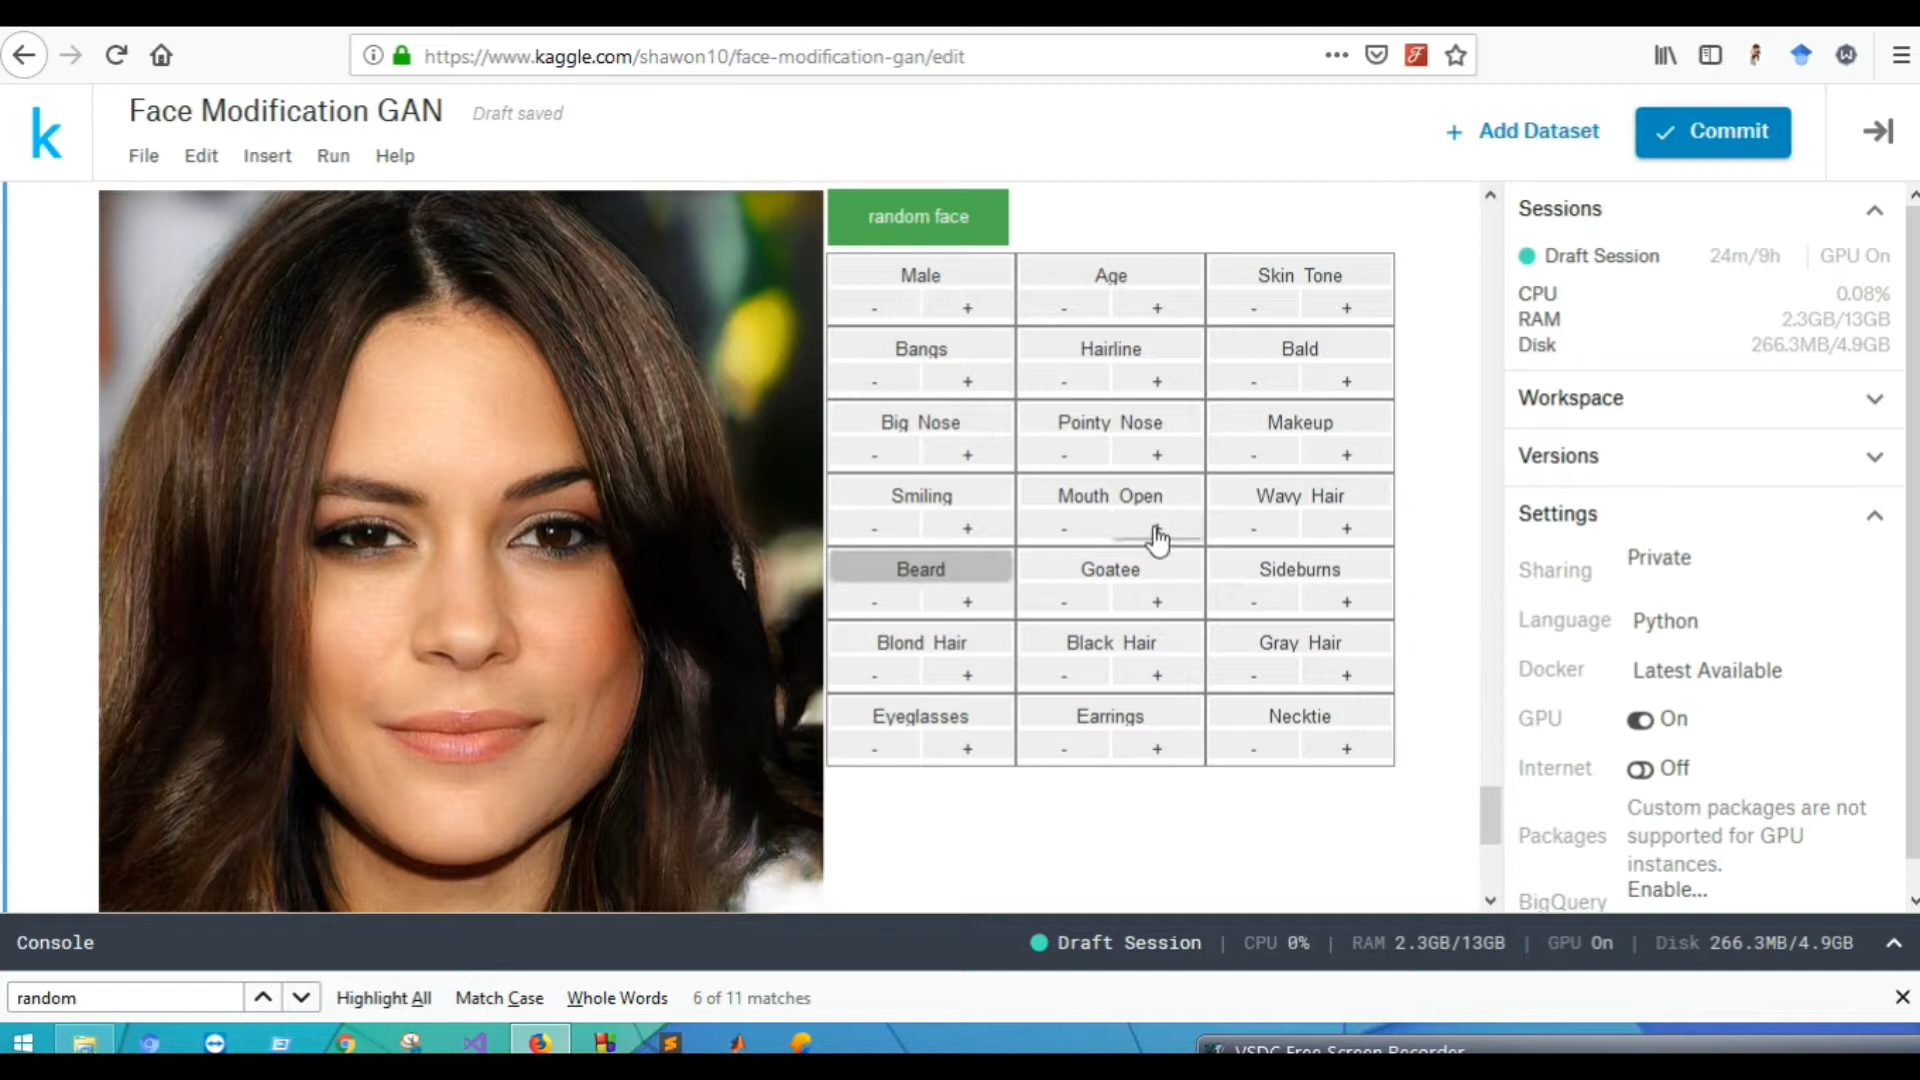 https://www.kaggle.com/shawon10/face-modification-gan/edit
k
Face Modification GAN Draft saved
File Edit Insert Run Help
+ Add Dataset
Commit
random face
Male Age Skin Tone
- + - + - +
Bangs Hairline Bald
- + - + - +
Big Nose Pointy Nose Makeup
- + - + - +
Smiling Mouth Open Wavy Hair
- + - - +
Beard Goatee Sideburns
- + - + - +
Blond Hair Black Hair Gray Hair
- + - + - +
Eyeglasses Earrings Necktie
- + - + - +
Sessions
Draft Session 24m/9h GPU On
CPU 0.08%
RAM 2.3GB/13GB
Disk 266.3MB/4.9GB
Workspace
Versions
Settings
Sharing Private
Language Python
Docker Latest Available
GPU On
Internet Off
Packages Custom packages are not
supported for GPU
instances.
BigQuery Enable...
Console Draft Session | CPU 0% | RAM 2.3GB/13GB | GPU On | Disk 266.3MB/4.9GB
random Highlight All Match Case Whole Words 6 of 11 matches
VSDC Free Screen Recorder